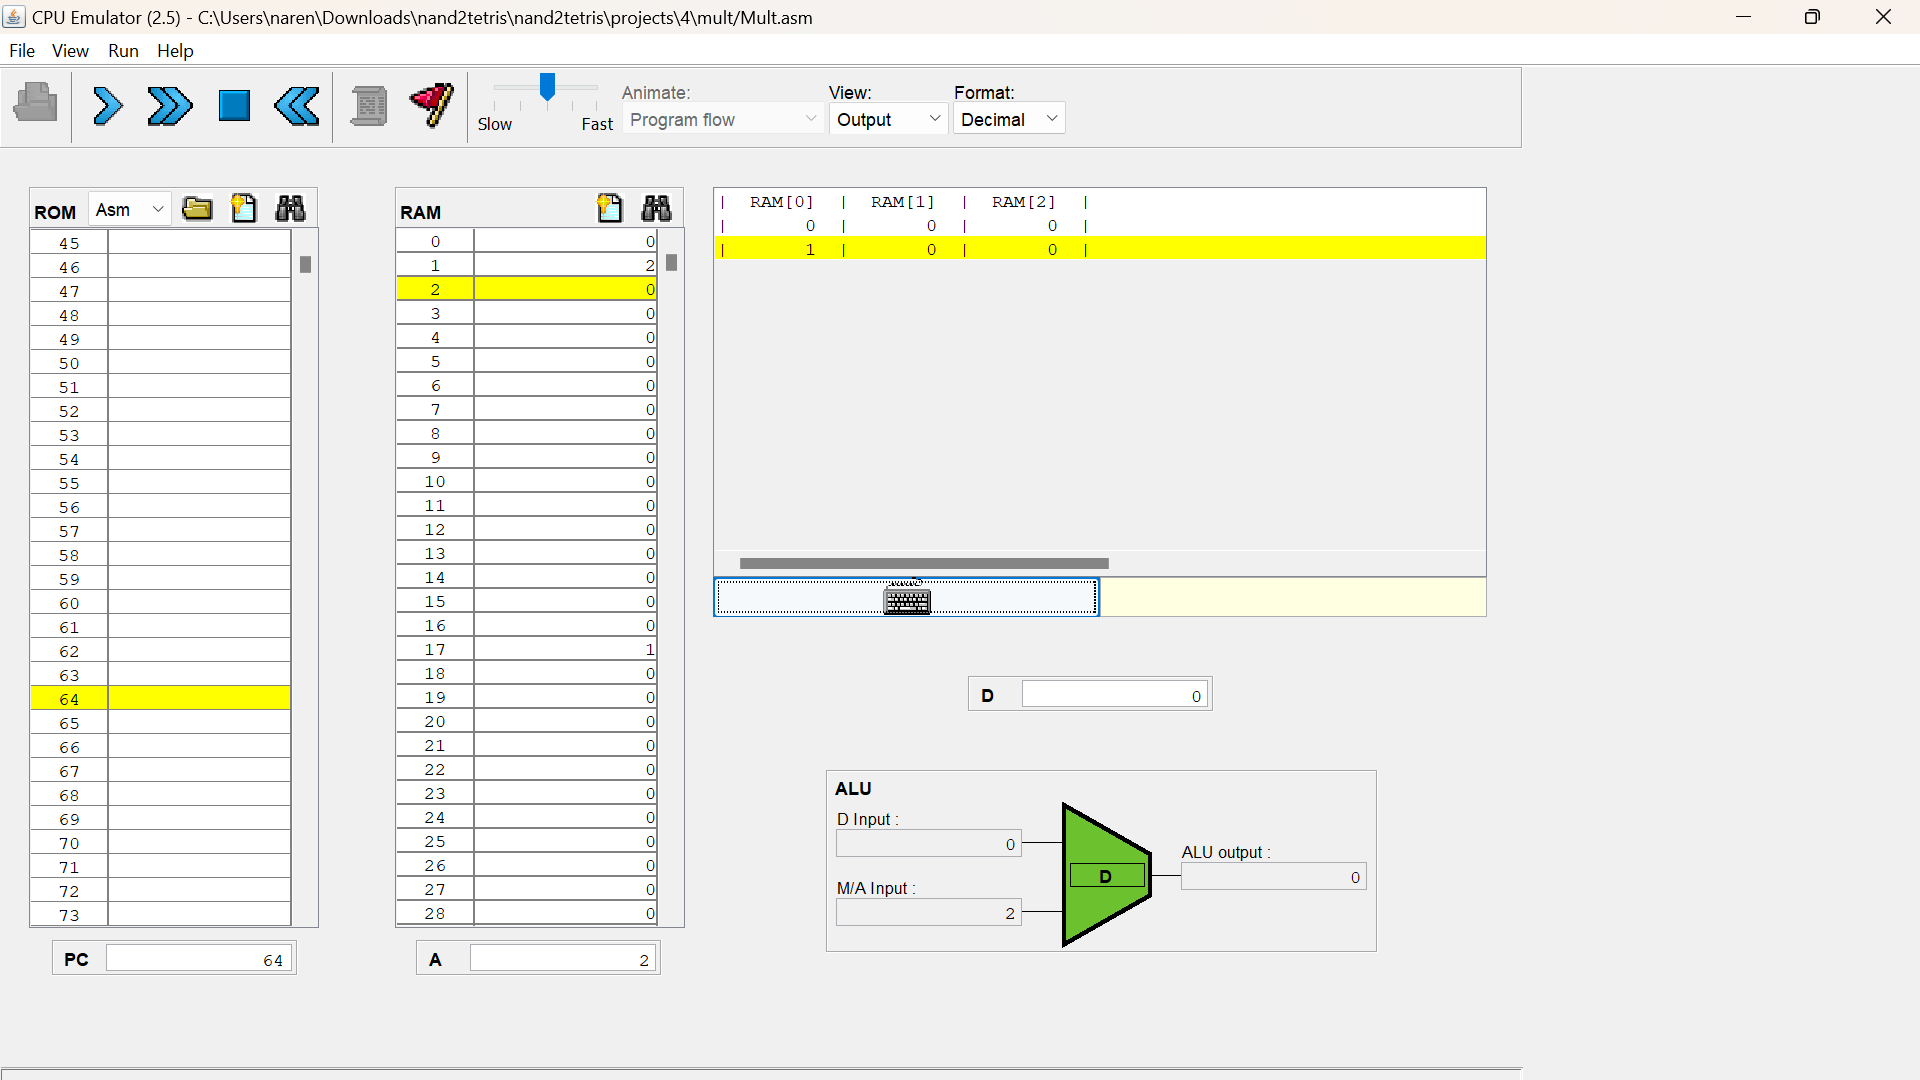 CPU Emulator (2.5) - C:\Users\naren\Downloads\nand2tetris\nand2tetris\projects\4\mult/Mult.asm
File View Run Help
Slow Fast
Animate:
Program flow
View:
Output
Format:
Decimal
ROM Asm
45
46
47
48
49
50
51
52
53
54
55
56
57
58
59
60
61
62
63
64
65
66
67
68
69
70
71
72
73
PC 64
RAM
0 0
1 2
2 0
3 0
4 0
5 0
6 0
7 0
8 0
9 0
10 0
11 0
12 0
13 0
14 0
15 0
16 0
17 1
18 0
19 0
20 0
21 0
22 0
23 0
24 0
25 0
26 0
27 0
28 0
A 2
| RAM[0] | RAM[1] | RAM[2] |
| 0 | 0 | 0 |
| 1 | 0 | 0 |
D 0
ALU
D Input :
0
M/A Input :
2
D
ALU output :
0